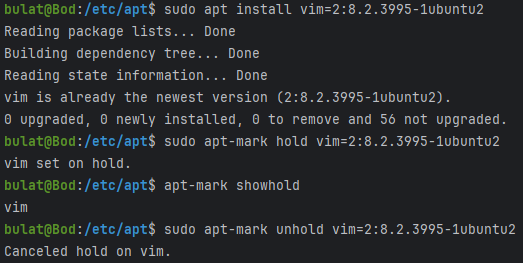 bulat@Bod:/etc/apt$ sudo apt install vim=2:8.2.3995-1ubuntu2
Reading package lists... Done
Building dependency tree... Done
Reading state information... Done
vim is already the newest version (2:8.2.3995-1ubuntu2).
0 upgraded, 0 newly installed, 0 to remove and 56 not upgraded.
bulat@Bod:/etc/apt$ sudo apt-mark hold vim=2:8.2.3995-1ubuntu2
vim set on hold.
bulat@Bod:/etc/apt$ apt-mark showhold
vim
bulat@Bod:/etc/apt$ sudo apt-mark unhold vim=2:8.2.3995-1ubuntu2
Canceled hold on vim.